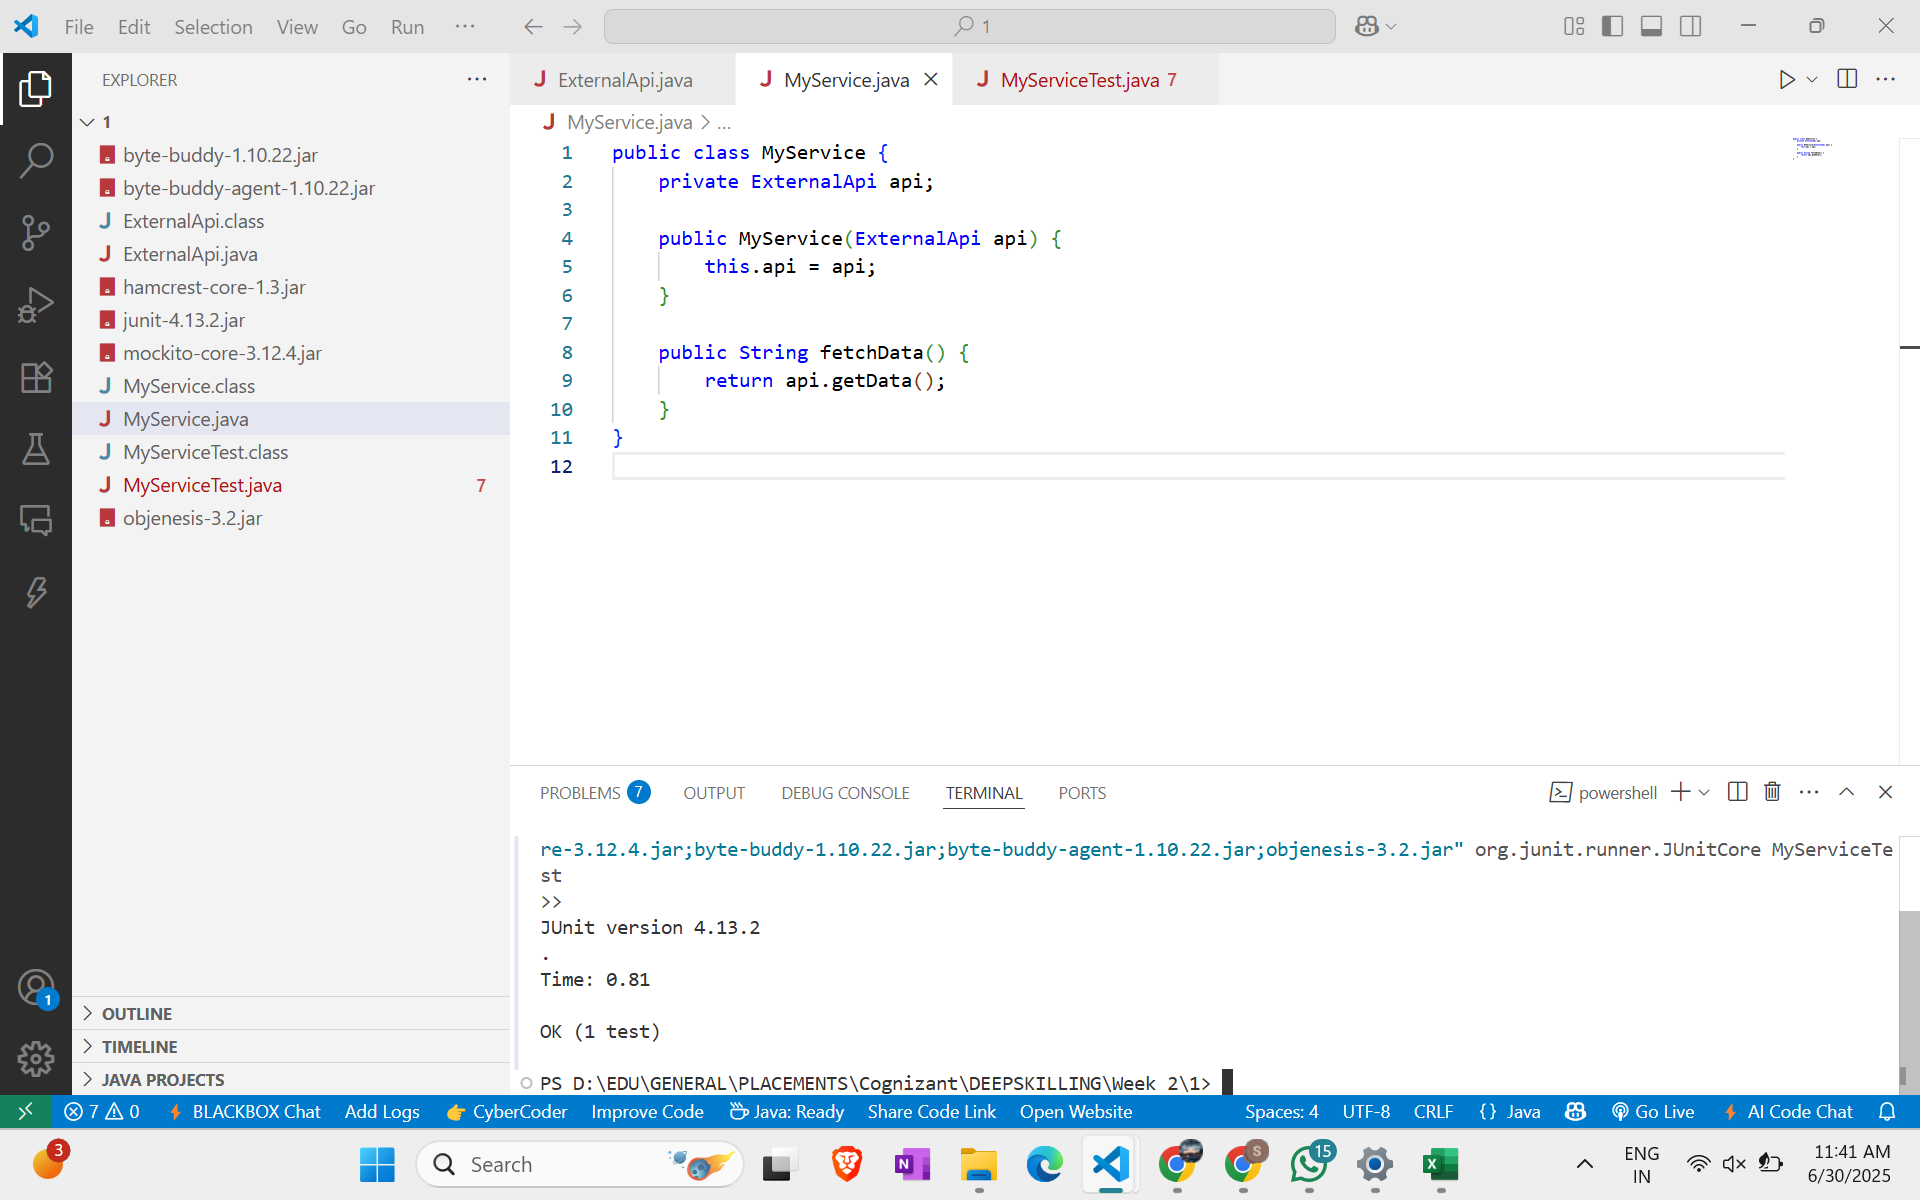 File Edit Selection View Go Run ···
1
EXPLORER ···
1
byte-buddy-1.10.22.jar
byte-buddy-agent-1.10.22.jar
J ExternalApi.class
J ExternalApi.java
hamcrest-core-1.3.jar
junit-4.13.2.jar
mockito-core-3.12.4.jar
J MyService.class
J MyService.java
J MyServiceTest.class
J MyServiceTest.java 7
objenesis-3.2.jar
1
OUTLINE
TIMELINE
JAVA PROJECTS
J ExternalApi.java J MyService.java J MyServiceTest.java 7 ···
J MyService.java > ...
1 public class MyService {
2 private ExternalApi api;
3
4 public MyService(ExternalApi api) {
5 this.api = api;
6 }
7
8 public String fetchData() {
9 return api.getData();
10 }
11 }
12
PROBLEMS 7 OUTPUT DEBUG CONSOLE TERMINAL PORTS powershell ···
re-3.12.4.jar;byte-buddy-1.10.22.jar;byte-buddy-agent-1.10.22.jar;objenesis-3.2.jar" org.junit.runner.JUnitCore MyServiceTe
st
>>
JUnit version 4.13.2
.
Time: 0.81
OK (1 test)
PS D:\EDU\GENERAL\PLACEMENTS\Cognizant\DEEPSKILLING\Week 2\1>
7 0 BLACKBOX Chat Add Logs CyberCoder Improve Code Java: Ready Share Code Link Open Website Spaces: 4 UTF-8 CRLF {} Java Go Live AI Code Chat
3 Search N S 15 X ENG 11:41 AM
IN 6/30/2025